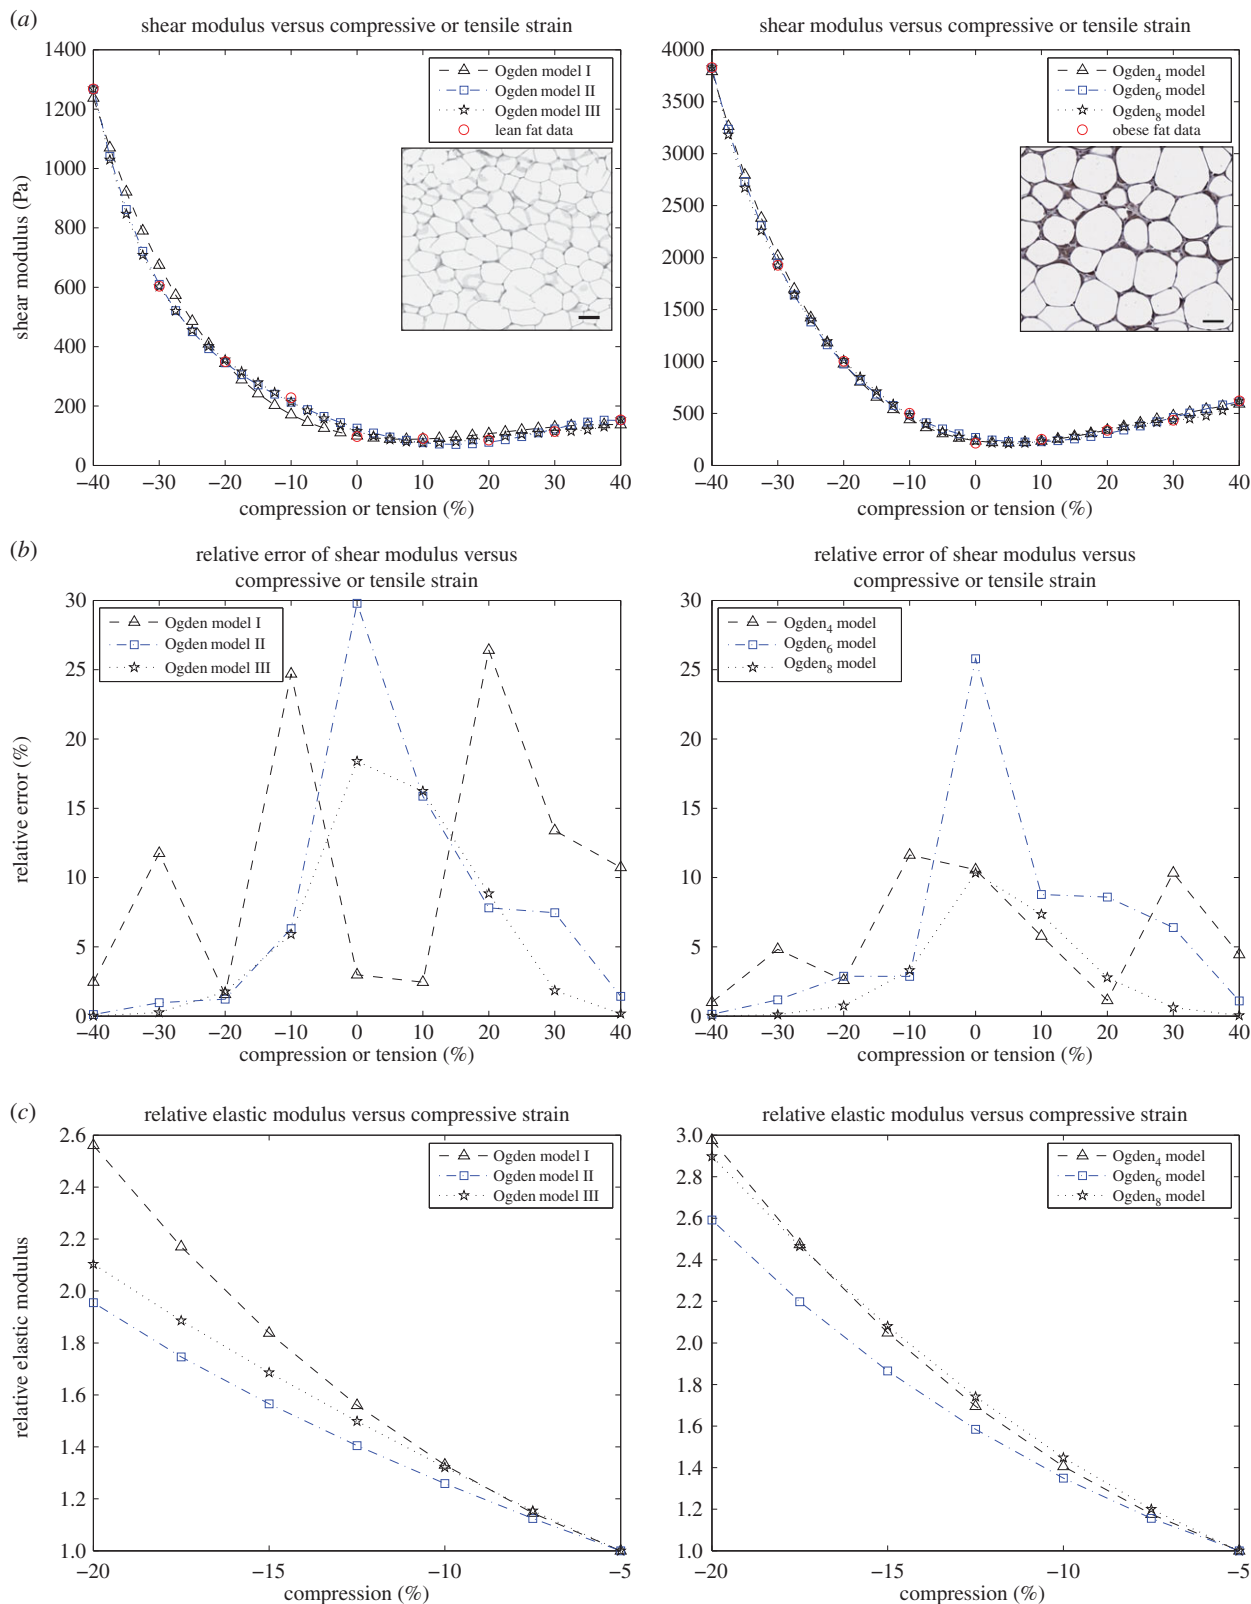 (a)
shear modulus versus compressive or tensile strain
1400
1200
1000
800
600
400
200
0
shear modulus (Pa)
Ogden model I
Ogden model II
Ogden model III
lean fat data
−40 −30 −20 −10 0 10 20 30 40
compression or tension (%)
shear modulus versus compressive or tensile strain
4000
3500
3000
2500
2000
1500
1000
500
0
Ogden4 model
Ogden6 model
Ogden8 model
obese fat data
−40 −30 −20 −10 0 10 20 30 40
compression or tension (%)
(b)
relative error of shear modulus versus
compressive or tensile strain
30
25
20
15
10
5
0
relative error (%)
Ogden model I
Ogden model II
Ogden model III
−40 −30 −20 −10 0 10 20 30 40
compression or tension (%)
relative error of shear modulus versus
compressive or tensile strain
30
25
20
15
10
5
0
Ogden4 model
Ogden6 model
Ogden8 model
−40 −30 −20 −10 0 10 20 30 40
compression or tension (%)
(c)
relative elastic modulus versus compressive strain
2.6
2.4
2.2
2.0
1.8
1.6
1.4
1.2
1.0
relative elastic modulus
Ogden model I
Ogden model II
Ogden model III
−20 −15 −10 −5
compression (%)
relative elastic modulus versus compressive strain
3.0
2.8
2.6
2.4
2.2
2.0
1.8
1.6
1.4
1.2
1.0
Ogden4 model
Ogden6 model
Ogden8 model
−20 −15 −10 −5
compression (%)